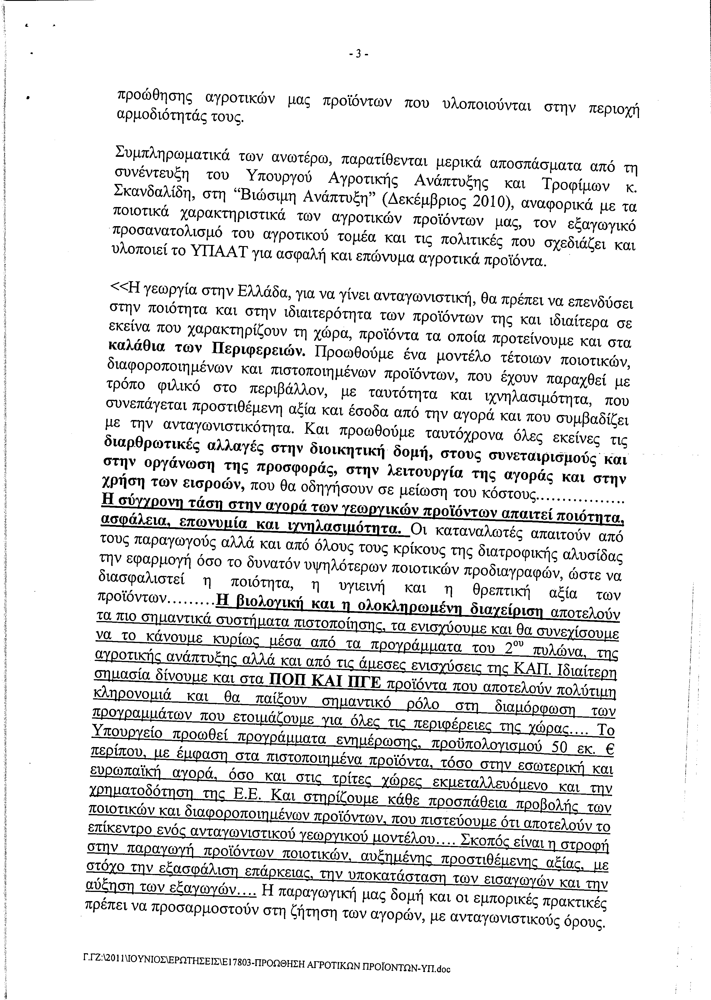 - 3 -
προώθησης αγροτικών μας προϊόντων που υλοποιούνται στην περιοχή
αρμοδιότητάς τους.
Συμπληρωματικά των ανωτέρω, παρατίθενται μερικά αποσπάσματα από τη
συνέντευξη του Υπουργού Αγροτικής Ανάπτυξης και Τροφίμων κ.
Σκανδαλίδη, στη “Βιώσιμη Ανάπτυξη” (Δεκέμβριος 2010), αναφορικά με τα
ποιοτικά χαρακτηριστικά των αγροτικών προϊόντων μας, τον εξαγωγικό
προσανατολισμό του αγροτικού τομέα και τις πολιτικές που σχεδιάζει και
υλοποιεί το ΥΠΑΑΤ για ασφαλή και επώνυμα αγροτικά προϊόντα.
<<Η γεωργία στην Ελλάδα, για να γίνει ανταγωνιστική, θα πρέπει να επενδύσει
στην ποιότητα και στην ιδιαιτερότητα των προϊόντων της και ιδιαίτερα σε
εκείνα που χαρακτηρίζουν τη χώρα, προϊόντα τα οποία προτείνουμε και στα
καλάθια των Περιφερειών. Προωθούμε ένα μοντέλο τέτοιων ποιοτικών,
διαφοροποιημένων και πιστοποιημένων προϊόντων, που έχουν παραχθεί με
τρόπο φιλικό στο περιβάλλον, με ταυτότητα και ιχνηλασιμότητα, που
συνεπάγεται προστιθέμενη αξία και έσοδα από την αγορά και που συμβαδίζει
με την ανταγωνιστικότητα. Και προωθούμε ταυτόχρονα όλες εκείνες τις
διαρθρωτικές αλλαγές στην διοικητική δομή, στους συνεταιρισμούς και
στην οργάνωση της προσφοράς, στην λειτουργία της αγοράς και στην
χρήση των εισροών, που θα οδηγήσουν σε μείωση του κόστους.................
Η σύγχρονη τάση στην αγορά των γεωργικών προϊόντων απαιτεί ποιότητα,
ασφάλεια, επωνυμία και ιχνηλασιμότητα. Οι καταναλωτές απαιτούν από
τους παραγωγούς αλλά και από όλους τους κρίκους της διατροφικής αλυσίδας
την εφαρμογή όσο το δυνατόν υψηλότερων ποιοτικών προδιαγραφών, ώστε να
διασφαλιστεί η ποιότητα, η υγιεινή και η θρεπτική αξία των
προϊόντων.........Η βιολογική και η ολοκληρωμένη διαχείριση αποτελούν
τα πιο σημαντικά συστήματα πιστοποίησης, τα ενισχύουμε και θα συνεχίσουμε
να το κάνουμε κυρίως μέσα από τα προγράμματα του 2ου πυλώνα, της
αγροτικής ανάπτυξης αλλά και από τις άμεσες ενισχύσεις της ΚΑΠ. Ιδιαίτερη
σημασία δίνουμε και στα ΠΟΠ ΚΑΙ ΠΓΕ προϊόντα που αποτελούν πολύτιμη
κληρονομιά και θα παίξουν σημαντικό ρόλο στη διαμόρφωση των
προγραμμάτων που ετοιμάζουμε για όλες τις περιφέρειες της χώρας.... Το
Υπουργείο προωθεί προγράμματα ενημέρωσης, προϋπολογισμού 50 εκ. €
περίπου, με έμφαση στα πιστοποιημένα προϊόντα, τόσο στην εσωτερική και
ευρωπαϊκή αγορά, όσο και στις τρίτες χώρες εκμεταλλευόμενο και την
χρηματοδότηση της Ε.Ε. Και στηρίζουμε κάθε προσπάθεια προβολής των
ποιοτικών και διαφοροποιημένων προϊόντων, που πιστεύουμε ότι αποτελούν το
επίκεντρο ενός ανταγωνιστικού γεωργικού μοντέλου.... Σκοπός είναι η στροφή
στην παραγωγή προϊόντων ποιοτικών, αυξημένης προστιθέμενης αξίας, με
στόχο την εξασφάλιση επάρκειας, την υποκατάσταση των εισαγωγών και την
αύξηση των εξαγωγών.... Η παραγωγική μας δομή και οι εμπορικές πρακτικές
πρέπει να προσαρμοστούν στη ζήτηση των αγορών, με ανταγωνιστικούς όρους.
Γ.ΓΖ:\2011\ΙΟΥΝΙΟΣ\ΕΡΩΤΗΣΕΙΣ\Ε17803-ΠΡΟΩΘΗΣΗ ΑΓΡΟΤΙΚΩΝ ΠΡΟΪΟΝΤΩΝ-ΥΠ.doc